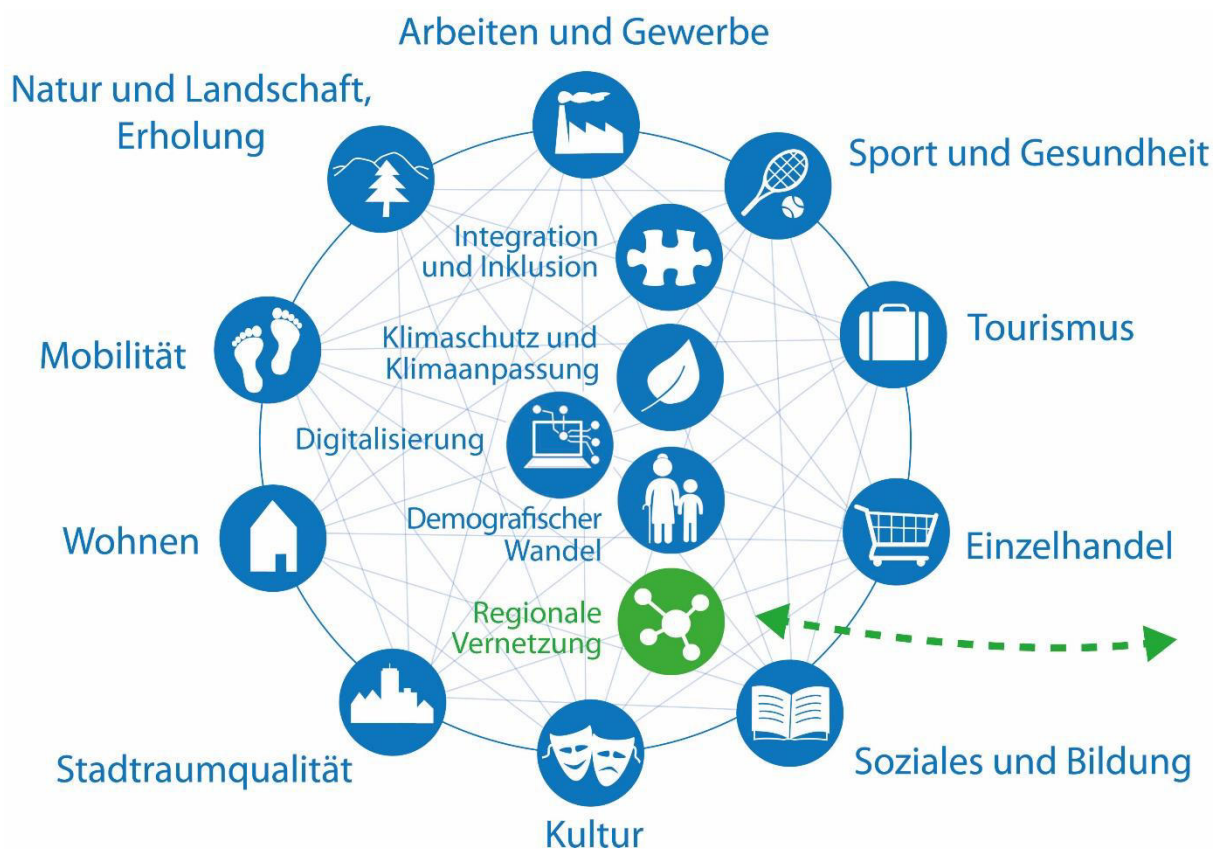 Arbeiten und Gewerbe
Natur und Landschaft,
Erholung
Sport und Gesundheit
Integration
und Inklusion
Klimaschutz und
Klimaanpassung
Tourismus
Mobilität
Digitalisierung
Demografischer
Wandel
Wohnen
Einzelhandel
Regionale
Vernetzung
Stadtraumqualität
Soziales und Bildung
Kultur